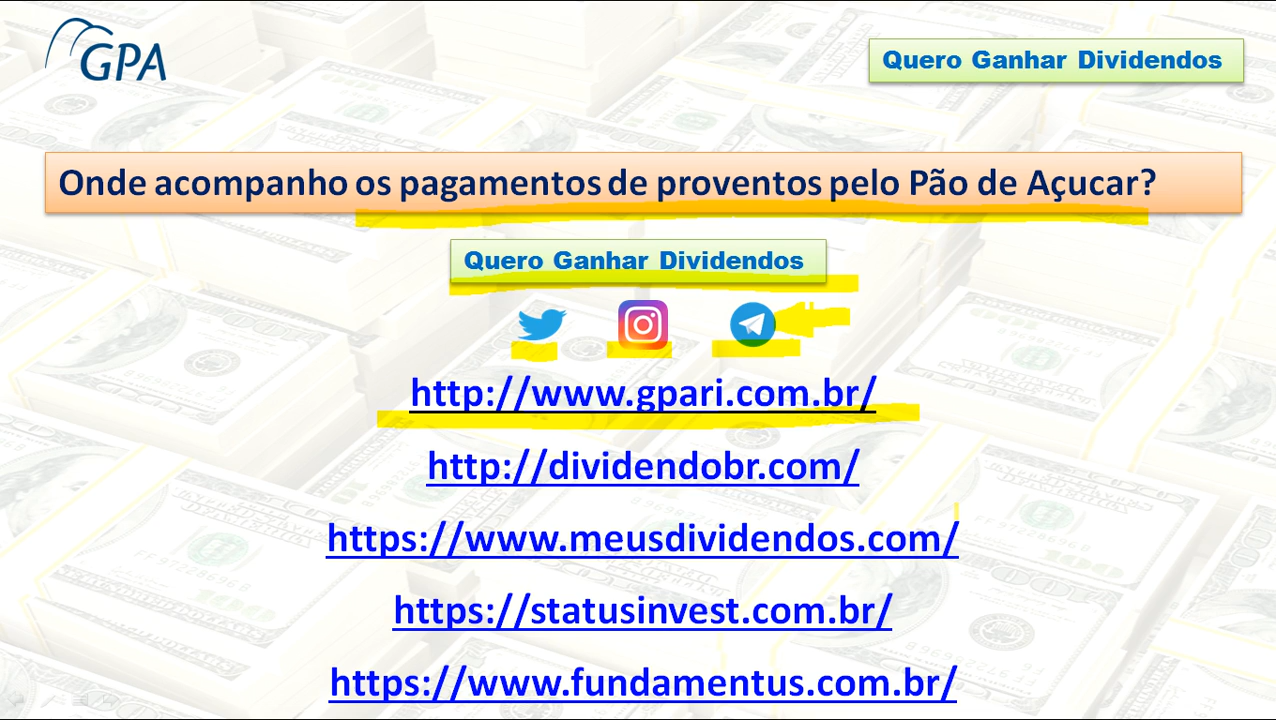 GPA
Quero Ganhar Dividendos
Onde acompanho os pagamentos de proventos pelo Pão de Açucar?
Quero Ganhar Dividendos
http://www.gpari.com.br/
http://dividendobr.com/
https://www.meusdividendos.com/
https://statusinvest.com.br/
https://www.fundamentus.com.br/